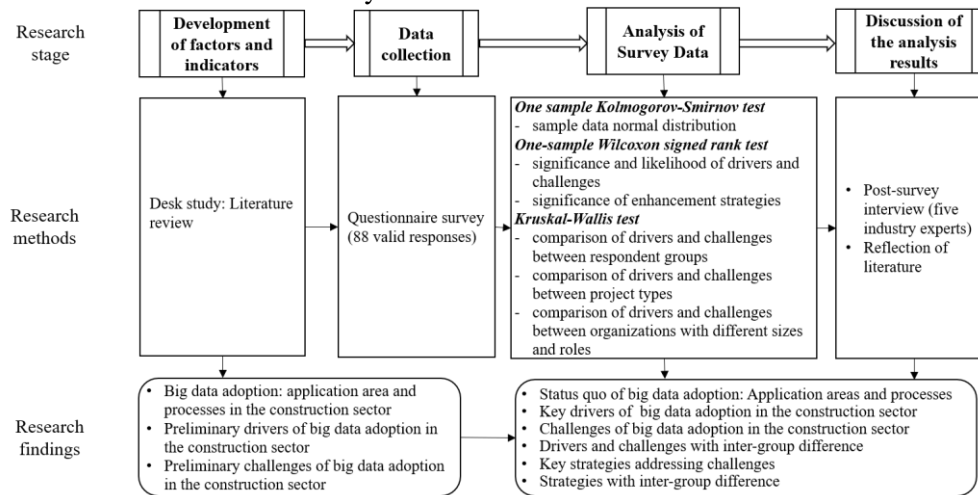 Research
stage
Development
of factors and
indicators
Data
collection
Analysis of
Survey Data
Discussion of
the analysis
results
Research
methods
Desk study: Literature
review
Questionnaire survey
(88 valid responses)
One sample Kolmogorov-Smirnov test
- sample data normal distribution
One-sample Wilcoxon signed rank test
- significance and likelihood of drivers and
challenges
- significance of enhancement strategies
Kruskal-Wallis test
- comparison of drivers and challenges
between respondent groups
- comparison of drivers and challenges
between project types
- comparison of drivers and challenges
between organizations with different sizes
and roles
• Post-survey
interview (five
industry experts)
• Reflection of
literature
Research
findings
• Big data adoption: application area and
processes in the construction sector
• Preliminary drivers of big data adoption in
the construction sector
• Preliminary challenges of big data adoption
in the construction sector
• Status quo of big data adoption: Application areas and processes
• Key drivers of big data adoption in the construction sector
• Challenges of big data adoption in the construction sector
• Drivers and challenges with inter-group difference
• Key strategies addressing challenges
• Strategies with inter-group difference